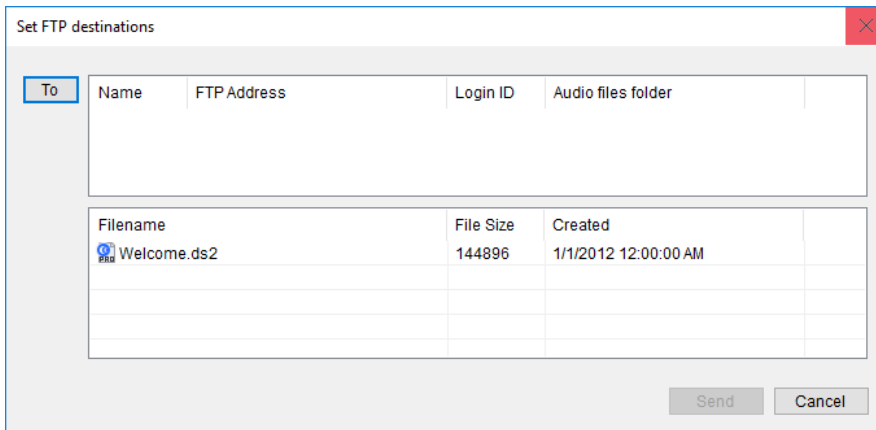 Set FTP destinations
To
Name FTP Address Login ID Audio files folder
Filename File Size Created
PRO Welcome.ds2 144896 1/1/2012 12:00:00 AM
Send Cancel